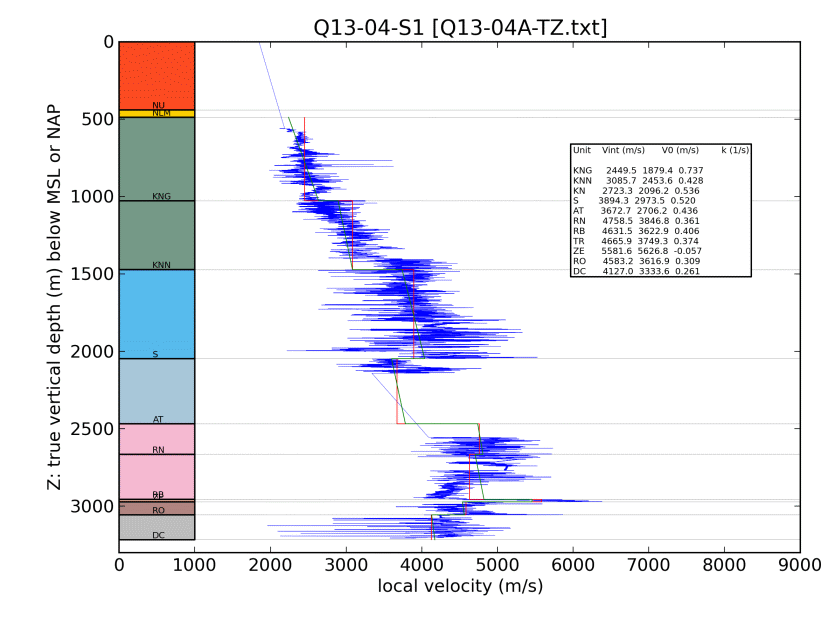 Q13-04-S1 [Q13-04A-TZ.txt]
0
500
1000
1500
2000
2500
3000
Z: true vertical depth (m) below MSL or NAP
NU
NLM
KNG
KNN
S
AT
RN
RB
ZE
RO
DC
Unit Vint (m/s) V0 (m/s) k (1/s)
KNG 2449.5 1879.4 0.737
KNN 3085.7 2453.6 0.428
KN 2723.3 2096.2 0.536
S 3894.3 2973.5 0.520
AT 3672.7 2706.2 0.436
RN 4758.5 3846.8 0.361
RB 4631.5 3622.9 0.406
TR 4665.9 3749.3 0.374
ZE 5581.6 5626.8 -0.057
RO 4583.2 3616.9 0.309
DC 4127.0 3333.6 0.261
0 1000 2000 3000 4000 5000 6000 7000 8000 9000
local velocity (m/s)